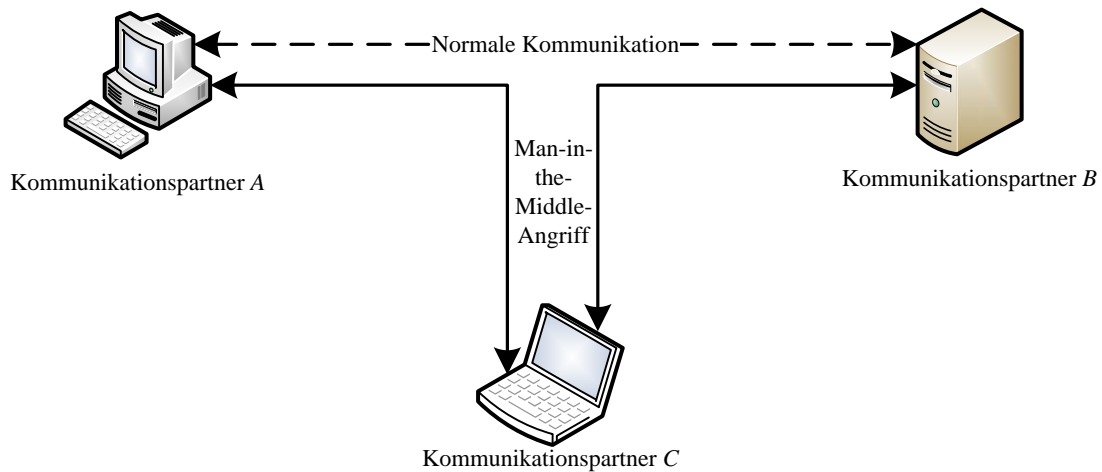 Normale Kommunikation
Kommunikationspartner A
Kommunikationspartner B
Man-in-
the-
Middle-
Angriff
Kommunikationspartner C